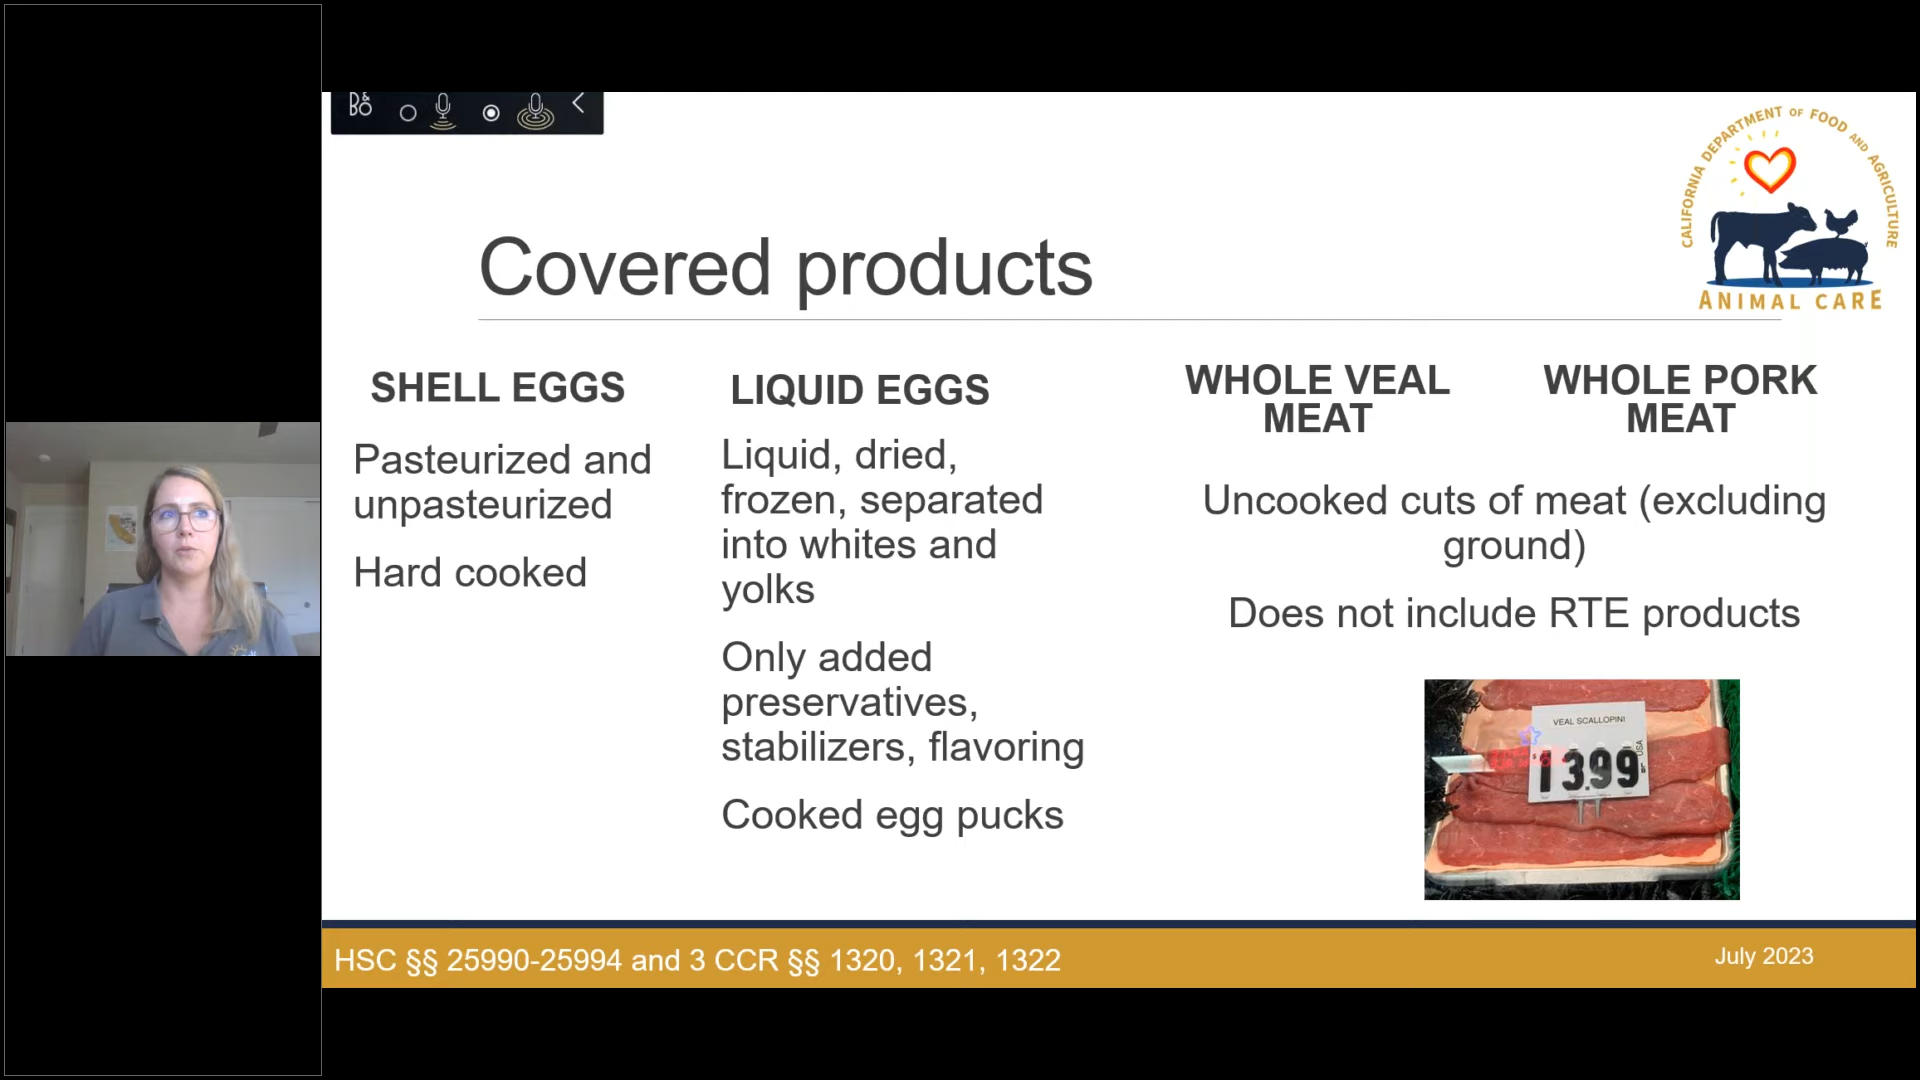 B&O
CALIFORNIA DEPARTMENT OF FOOD AND AGRICULTURE
ANIMAL CARE
Covered products
SHELL EGGS
Pasteurized and
unpasteurized
Hard cooked
LIQUID EGGS
Liquid, dried,
frozen, separated
into whites and
yolks
Only added
preservatives,
stabilizers, flavoring
Cooked egg pucks
WHOLE VEAL
MEAT
WHOLE PORK
MEAT
Uncooked cuts of meat (excluding
ground)
Does not include RTE products
VEAL SCALLOPINI
$13.99
USA
HSC §§ 25990-25994 and 3 CCR §§ 1320, 1321, 1322
July 2023